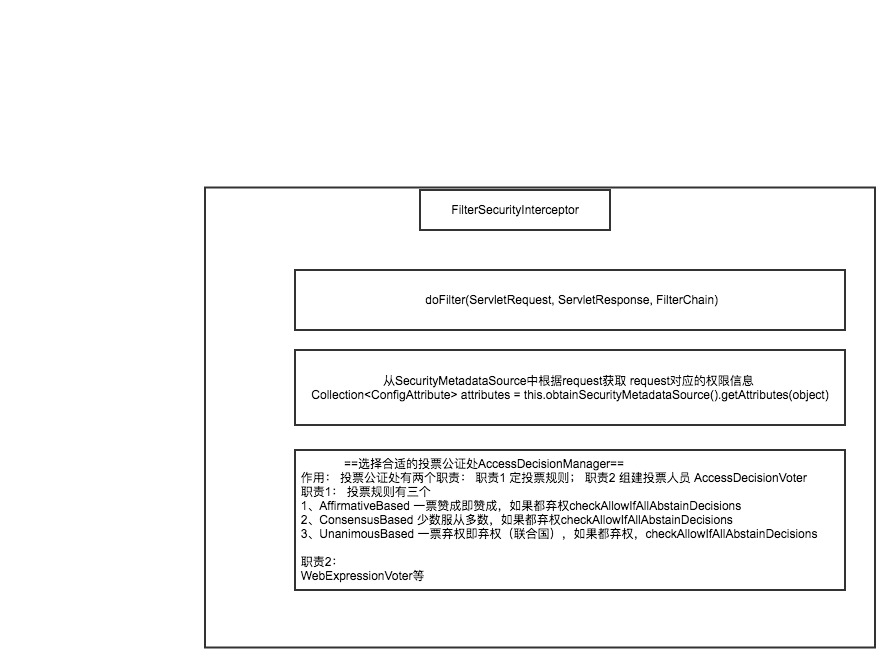 FilterSecurityInterceptor
doFilter(ServletRequest, ServletResponse, FilterChain)
从SecurityMetadataSource中根据request获取 request对应的权限信息
Collection<ConfigAttribute> attributes = this.obtainSecurityMetadataSource().getAttributes(object)
==选择合适的投票公证处AccessDecisionManager==
作用： 投票公证处有两个职责： 职责1 定投票规则； 职责2 组建投票人员 AccessDecisionVoter
职责1： 投票规则有三个
1、AffirmativeBased 一票赞成即赞成，如果都弃权checkAllowIfAllAbstainDecisions
2、ConsensusBased 少数服从多数，如果都弃权checkAllowIfAllAbstainDecisions
3、UnanimousBased 一票弃权即弃权（联合国），如果都弃权，checkAllowIfAllAbstainDecisions
职责2：
WebExpressionVoter等